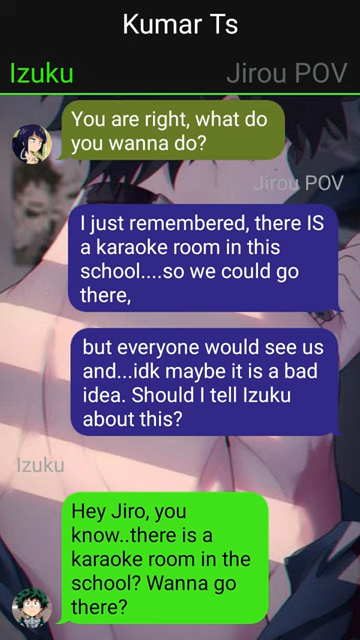 Kumar Ts
Izuku
Jirou POV
You are right, what do
you wanna do?
Jirou POV
I just remembered, there IS
a karaoke room in this
school....so we could go
there,
but everyone would see us
and...idk maybe it is a bad
idea. Should I tell Izuku
about this?
Izuku
Hey Jiro, you
know..there is a
karaoke room in the
school? Wanna go
there?